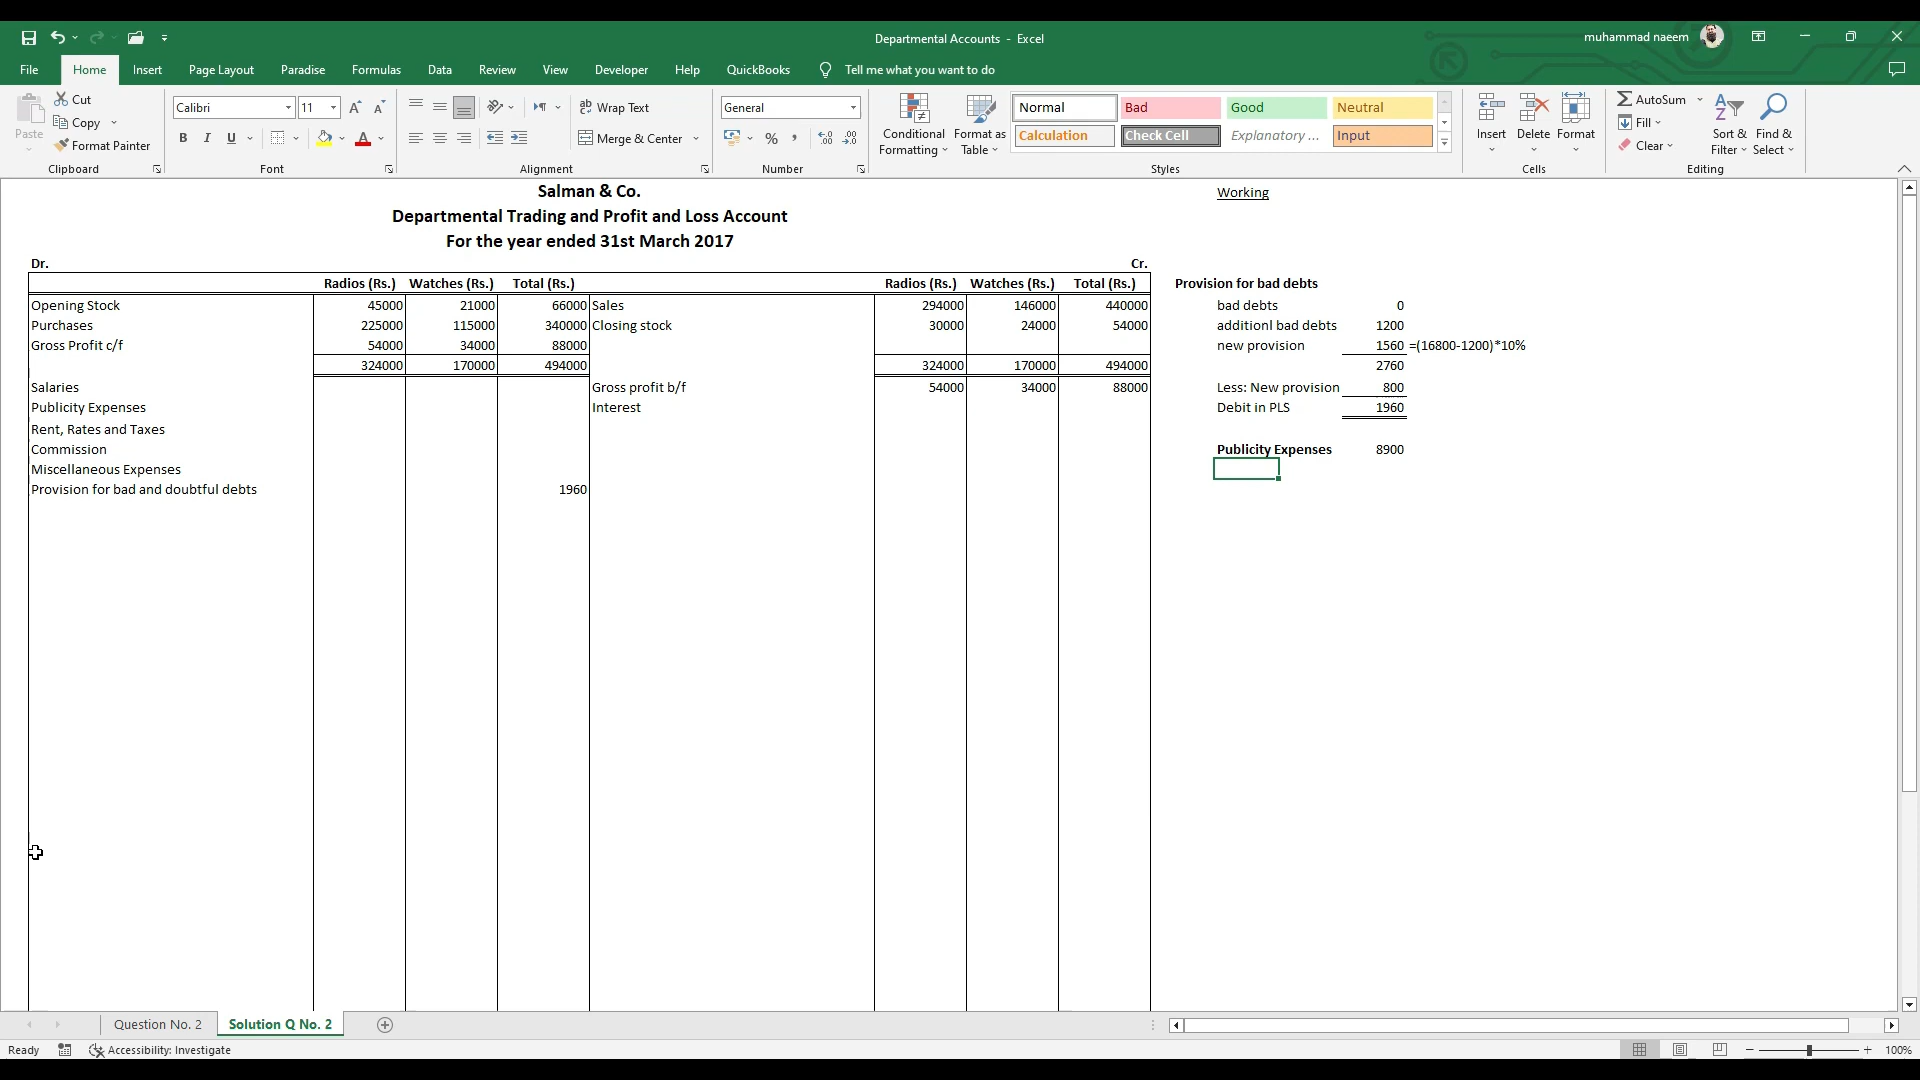 Departmental Accounts - Excel
muhammad naeem
File Home Insert Page Layout Paradise Formulas Data Review View Developer Help QuickBooks Tell me what you want to do
Paste
Cut
Copy
Format Painter
Clipboard
Calibri 11
B I U
Font
Wrap Text
Merge & Center
Alignment
General
Number
Conditional Formatting
Format as Table
Normal Bad Good Neutral
Calculation Check Cell Explanatory ... Input
Styles
Insert Delete Format
Cells
AutoSum
Fill
Clear
Sort & Filter
Find & Select
Editing
Salman & Co.
Working
Departmental Trading and Profit and Loss Account
For the year ended 31st March 2017
Dr. Cr.
Radios (Rs.) Watches (Rs.) Total (Rs.) Radios (Rs.) Watches (Rs.) Total (Rs.) Provision for bad debts
Opening Stock 45000 21000 66000 Sales 294000 146000 440000 bad debts 0
Purchases 225000 115000 340000 Closing stock 30000 24000 54000 additionl bad debts 1200
Gross Profit c/f 54000 34000 88000 new provision 1560 =(16800-1200)*10%
324000 170000 494000 324000 170000 494000 2760
Salaries Gross profit b/f 54000 34000 88000 Less: New provision 800
Publicity Expenses Interest Debit in PLS 1960
Rent, Rates and Taxes
Commission Publicity Expenses 8900
Miscellaneous Expenses
Provision for bad and doubtful debts 1960
Question No. 2 Solution Q No. 2
Ready Accessibility: Investigate 100%